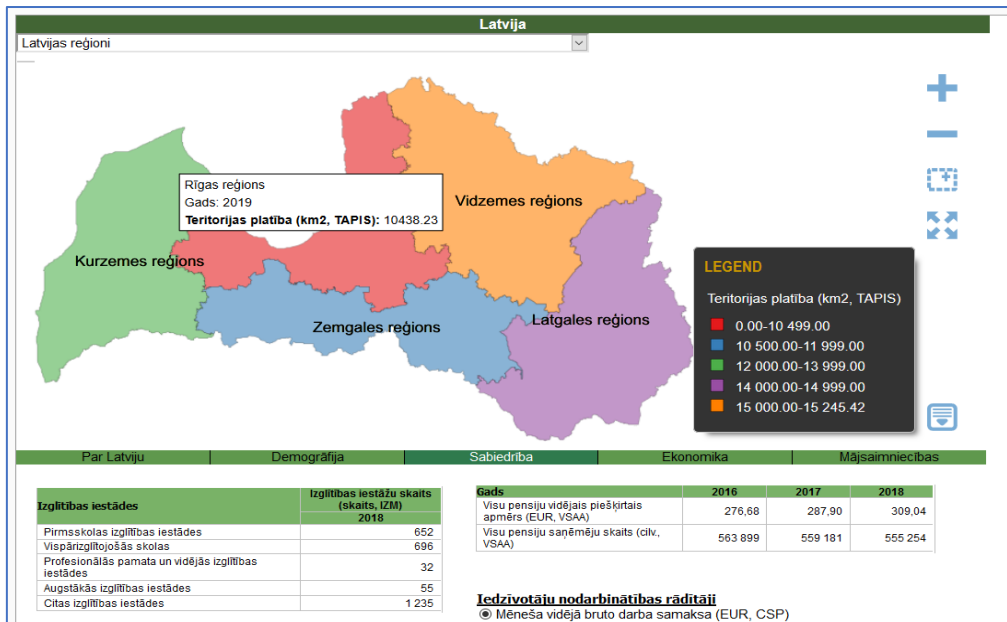 Latvija
Latvijas reģioni
Rīgas reģions
Gads: 2019
Teritorijas platība (km2, TAPIS): 10438.23
Vidzemes reģions
Kurzemes reģions
Zemgales reģions
Latgales reģions
LEGEND
Teritorijas platība (km2, TAPIS)
0.00-10 499.00
10 500.00-11 999.00
12 000.00-13 999.00
14 000.00-14 999.00
15 000.00-15 245.42
Par Latviju Demogrāfija Sabiedrība Ekonomika Mājsaimniecības
Izglītības iestādes
Izglītības iestāžu skaits
(skaits, IZM)
2018
Pirmsskolas izglītības iestādes 652
Vispārizglītojošās skolas 696
Profesionālās pamata un vidējās izglītības
iestādes 32
Augstākās izglītības iestādes 55
Citas izglītības iestādes 1 235
Gads 2016 2017 2018
Visu pensiju vidējais piešķirtais
apmērs (EUR, VSAA) 276,68 287,90 309,04
Visu pensiju saņēmēju skaits (cilv.,
VSAA) 563 899 559 181 555 254
Iedzīvotāju nodarbinātības rādītāji
Mēneša vidējā bruto darba samaksa (EUR, CSP)